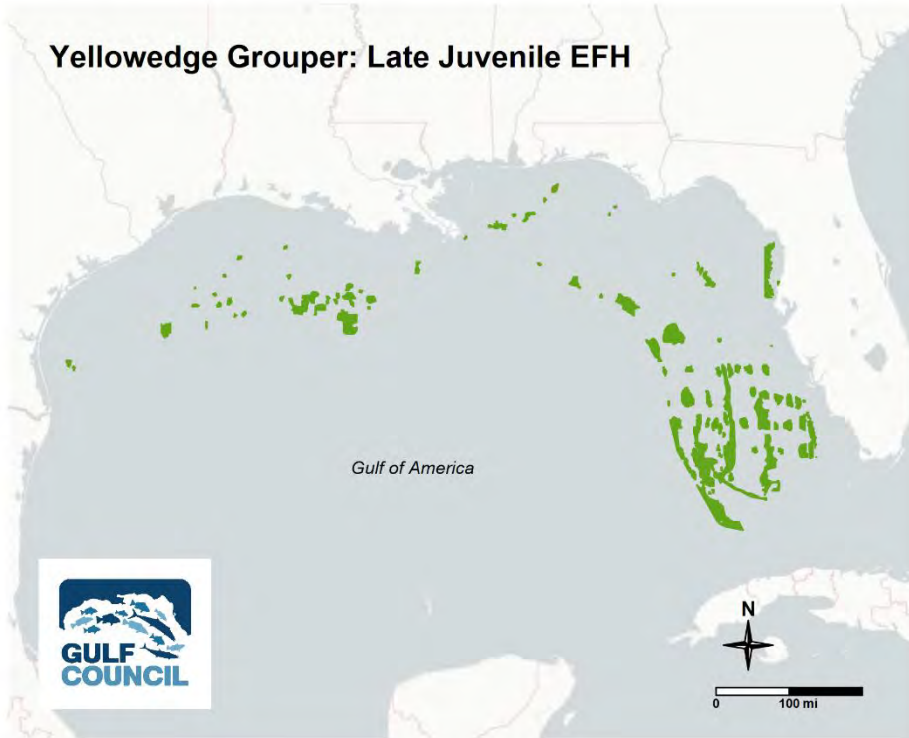 Yellowedge Grouper: Late Juvenile EFH
Gulf of America
GULF
COUNCIL
N
0 100 mi